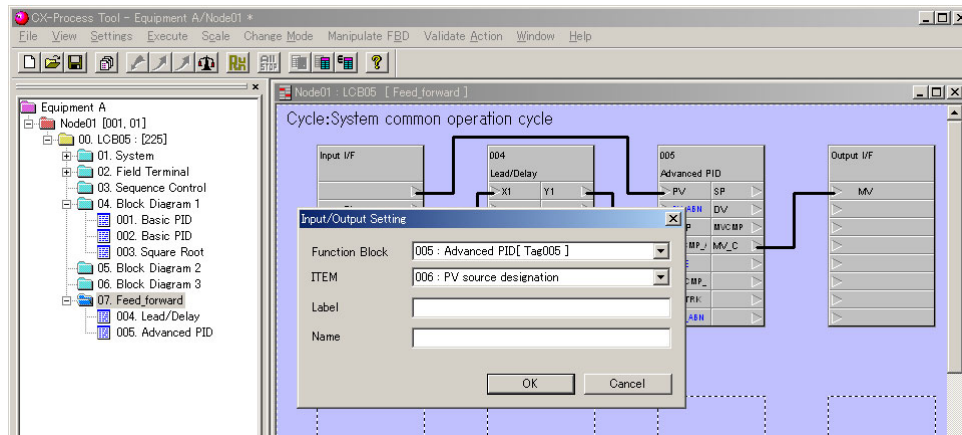 CX-Process Tool - Equipment A/Node01 *
File View Settings Execute Scale Change Mode Manipulate FBD Validate Action Window Help
Equipment A
Node01 [001, 01]
00. LCB05 : [225]
01. System
02. Field Terminal
03. Sequence Control
04. Block Diagram 1
001. Basic PID
002. Basic PID
003. Square Root
05. Block Diagram 2
06. Block Diagram 3
07. Feed_forward
004. Lead/Delay
005. Advanced PID
Node01 : LCB05 [ Feed_forward ]
Cycle:System common operation cycle
Input I/F
004
Lead/Delay
X1 Y1
005
Advanced PID
PV SP
DV
MVCMP
MV_C
Output I/F
MV
Input/Output Setting
Function Block 005 : Advanced PID[ Tag005 ]
ITEM 006 : PV source designation
Label
Name
OK Cancel